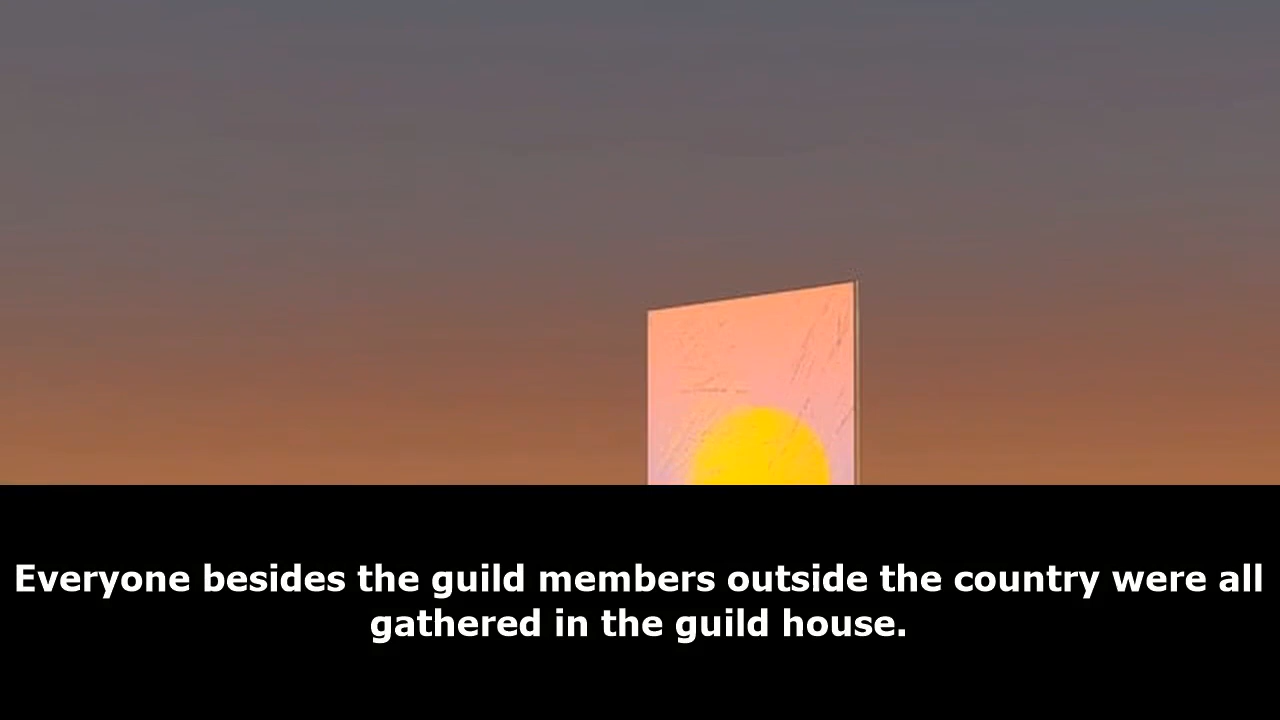 Everyone besides the guild members outside the country were all
gathered in the guild house.